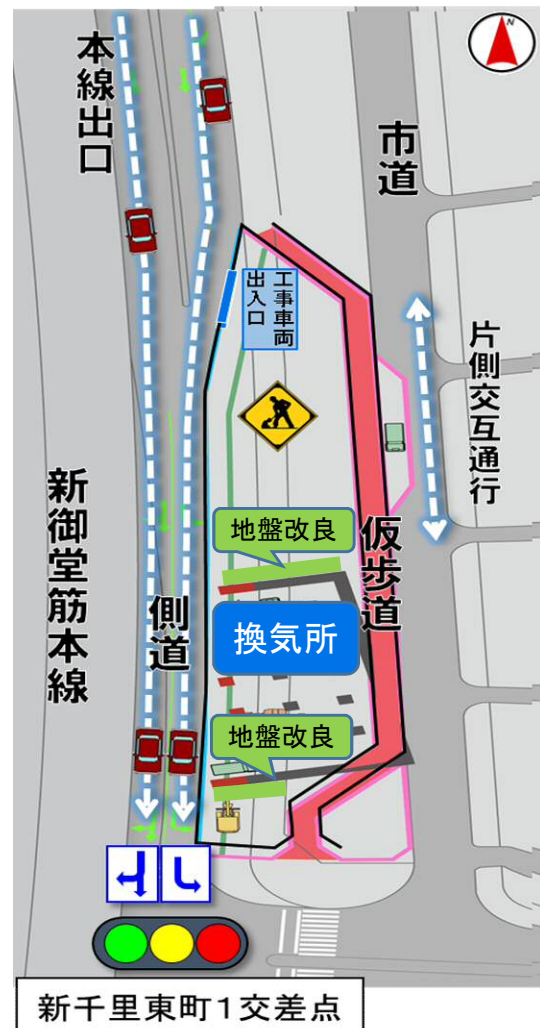 N
本線出口
市道
工事車両
出入口
片側交互通行
地盤改良
仮歩道
新御堂筋本線
側道
換気所
地盤改良
新千里東町1交差点